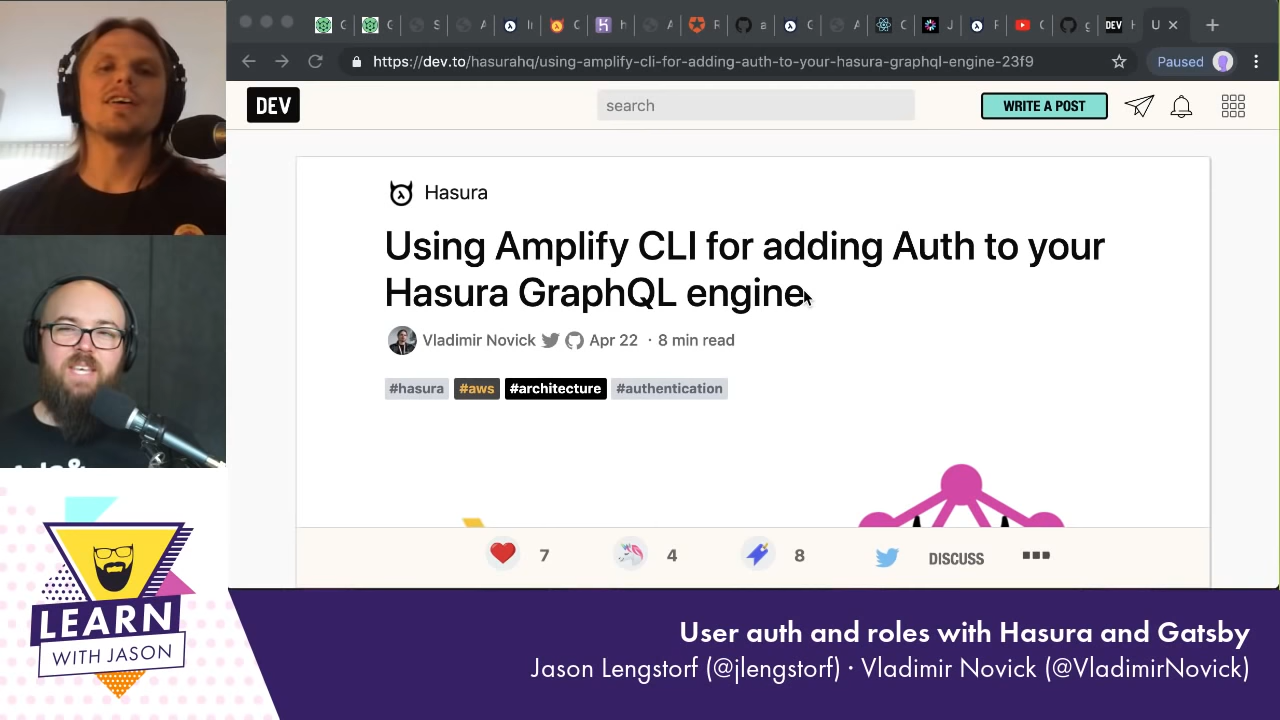 Paused
https://dev.to/hasurahq/using-amplify-cli-for-adding-auth-to-your-hasura-graphql-engine-23f9
DEV
search
WRITE A POST
Hasura
Using Amplify CLI for adding Auth to your
Hasura GraphQL engine
Vladimir Novick Apr 22 · 8 min read
#hasura #aws #architecture #authentication
7 4 8 DISCUSS
LEARN
WITH JASON
User auth and roles with Hasura and Gatsby
Jason Lengstorf (@jlengstorf) · Vladimir Novick (@VladimirNovick)